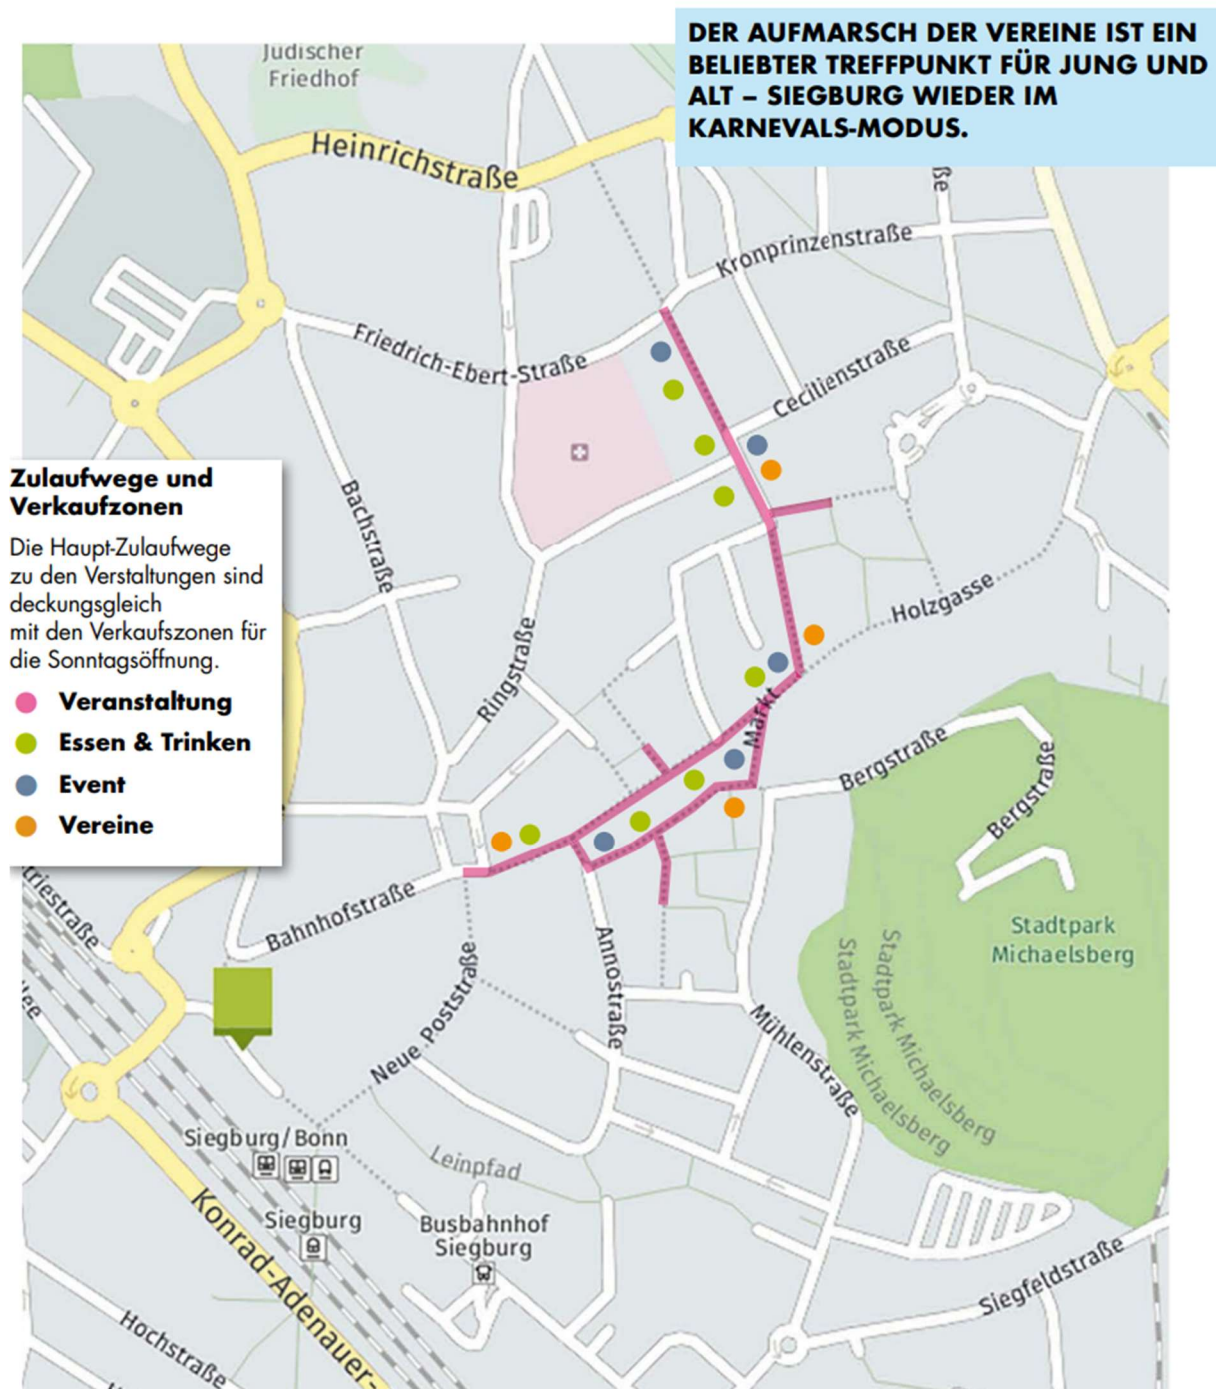 DER AUFMARSCH DER VEREINE IST EIN
BELIEBTER TREFFPUNKT FÜR JUNG UND
ALT – SIEGBURG WIEDER IM
KARNEVALS-MODUS.
Jüdischer
Friedhof
Heinrichstraße
ße
Kronprinzenstraße
Friedrich-Ebert-Straße
Cecilienstraße
Zulaufwege und
Verkaufzonen
Die Haupt-Zulaufwege
zu den Verstaltungen sind
deckungsgleich
mit den Verkaufszonen für
die Sonntagsöffnung.
Veranstaltung
Essen & Trinken
Event
Vereine
Bachstraße
Holzgasse
Ringstraße
Markt
Bergstraße
Bergstraße
Bahnhofstraße
triestraße
Stadtpark
Michaelsberg
Annostraße
Stadtpark Michaelsberg
Stadtpark Michaelsberg
Neue Poststraße
Mühlenstraße
Siegburg/Bonn
Leinpfad
Siegburg
Busbahnhof
Siegburg
Konrad-Adenauer-
Siegfeldstraße
Hochstraße